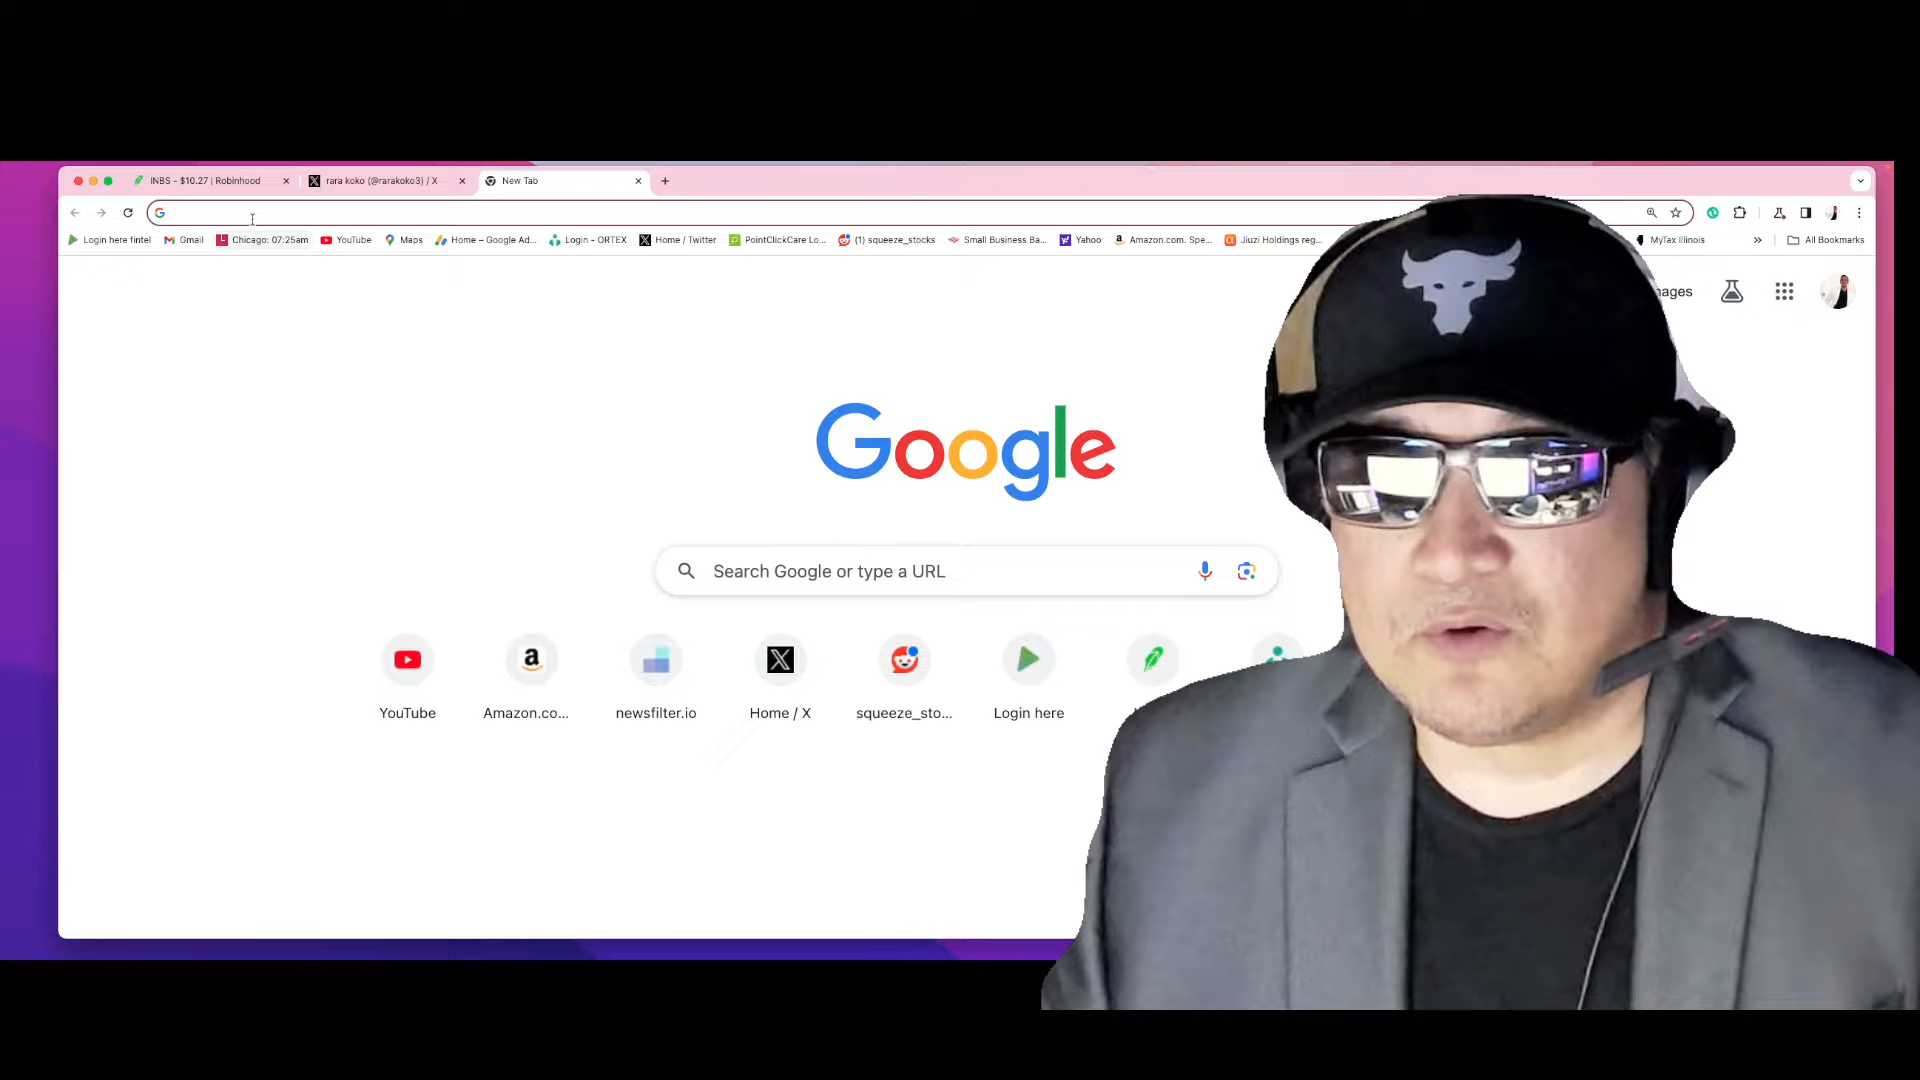 INBS - $10.27 | Robinhood
rara koko (@rarakoko3) / X
New Tab
Login here fintel
Gmail
Chicago: 07:25am
YouTube
Maps
Home – Google Ad...
Login - ORTEX
Home / Twitter
PointClickCare Lo...
(1) squeeze_stocks
Small Business Ba...
Yahoo
Amazon.com. Spe...
Jiuzi Holdings reg...
MyTax Illinois
All Bookmarks
Google
Search Google or type a URL
YouTube
Amazon.co...
newsfilter.io
Home / X
squeeze_sto...
Login here